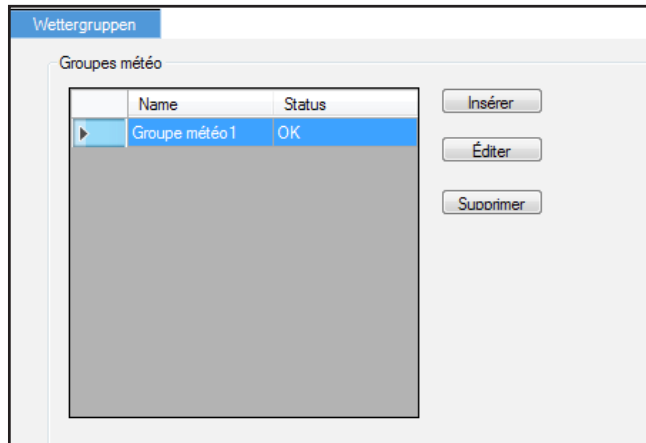 Wettergruppen
Groupes météo
Name Status
Groupe météo1 OK
Insérer
Éditer
Supprimer